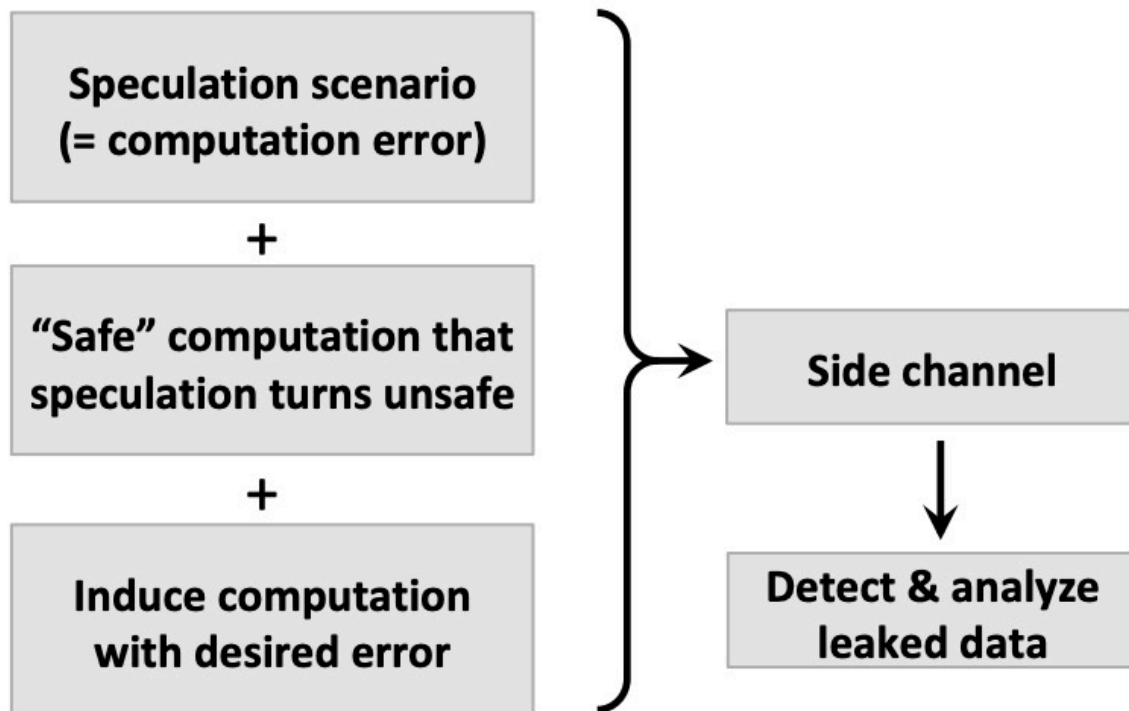 Speculation scenario
(= computation error)
+
“Safe” computation that
speculation turns unsafe
+
Induce computation
with desired error
Side channel
Detect & analyze
leaked data